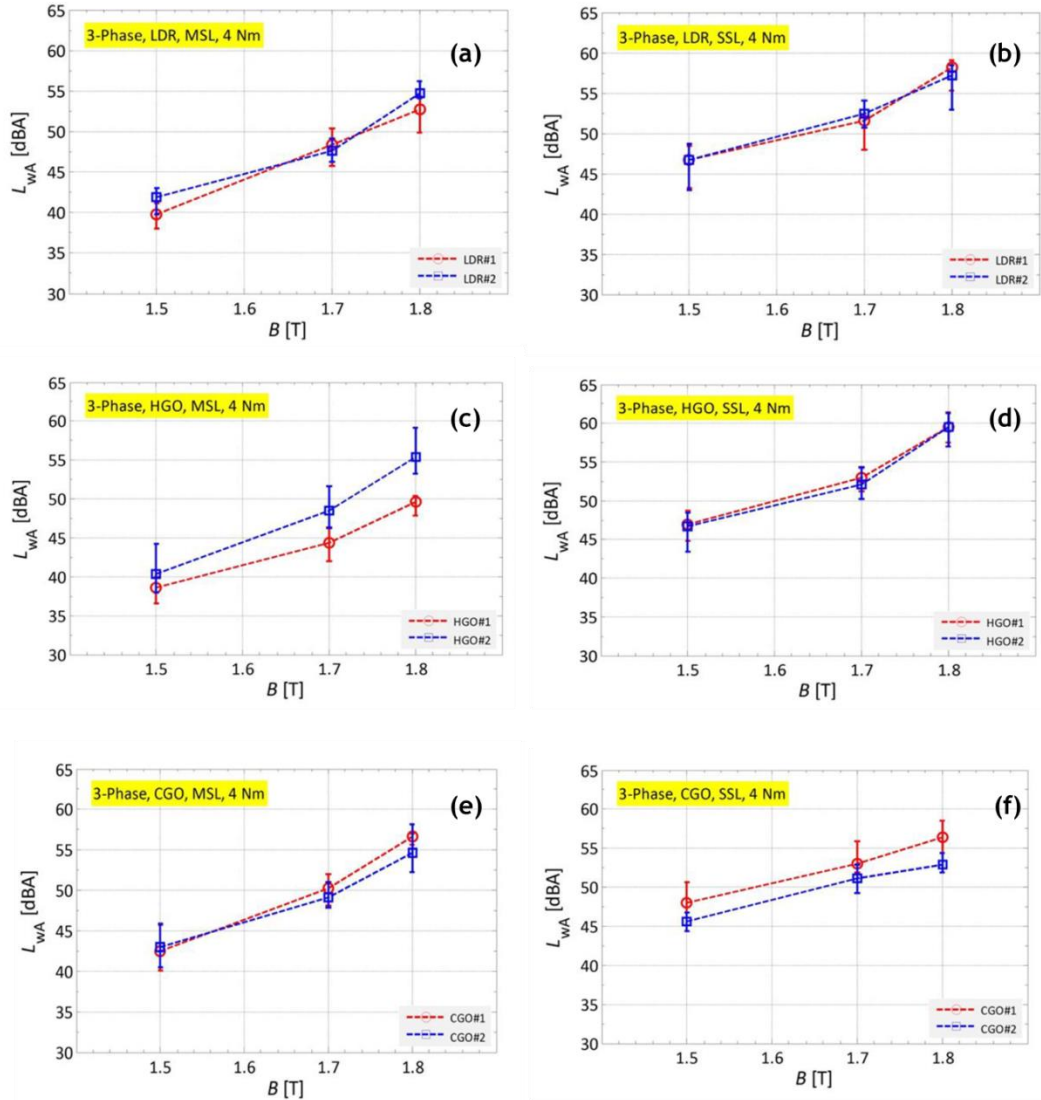 3-Phase, LDR, MSL, 4 Nm
(a)
65
60
55
50
45
40
35
30
LwA [dBA]
1.5 1.6 1.7 1.8
B [T]
LDR#1
LDR#2
3-Phase, LDR, SSL, 4 Nm
(b)
65
60
55
50
45
40
35
30
LwA [dBA]
1.5 1.6 1.7 1.8
B [T]
LDR#1
LDR#2
3-Phase, HGO, MSL, 4 Nm
(c)
65
60
55
50
45
40
35
30
LwA [dBA]
1.5 1.6 1.7 1.8
B [T]
HGO#1
HGO#2
3-Phase, HGO, SSL, 4 Nm
(d)
65
60
55
50
45
40
35
30
LwA [dBA]
1.5 1.6 1.7 1.8
B [T]
HGO#1
HGO#2
3-Phase, CGO, MSL, 4 Nm
(e)
65
60
55
50
45
40
35
30
LwA [dBA]
1.5 1.6 1.7 1.8
B [T]
CGO#1
CGO#2
3-Phase, CGO, SSL, 4 Nm
(f)
65
60
55
50
45
40
35
30
LwA [dBA]
1.5 1.6 1.7 1.8
B [T]
CGO#1
CGO#2